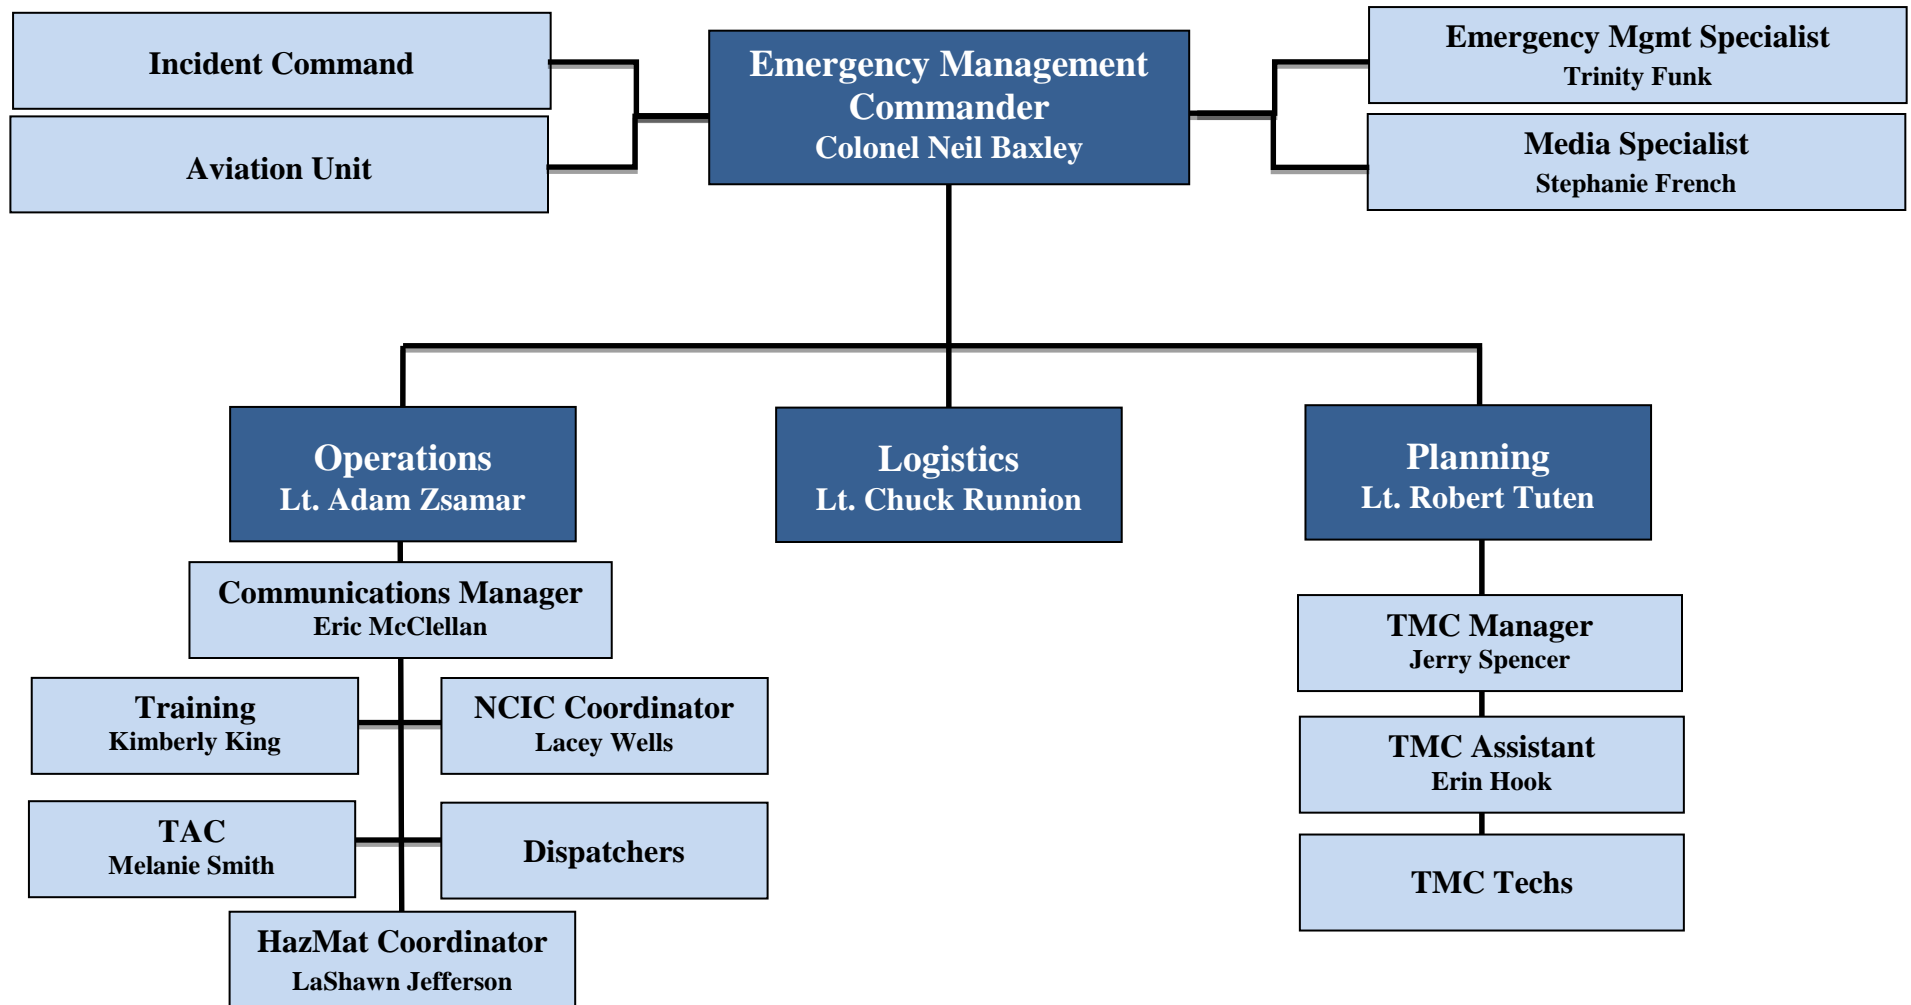 Incident Command
Aviation Unit
Emergency Management
Commander
Colonel Neil Baxley
Emergency Mgmt Specialist
Trinity Funk
Media Specialist
Stephanie French
Operations
Lt. Adam Zsamar
Logistics
Lt. Chuck Runnion
Planning
Lt. Robert Tuten
Communications Manager
Eric McClellan
Training
Kimberly King
NCIC Coordinator
Lacey Wells
TAC
Melanie Smith
Dispatchers
HazMat Coordinator
LaShawn Jefferson
TMC Manager
Jerry Spencer
TMC Assistant
Erin Hook
TMC Techs